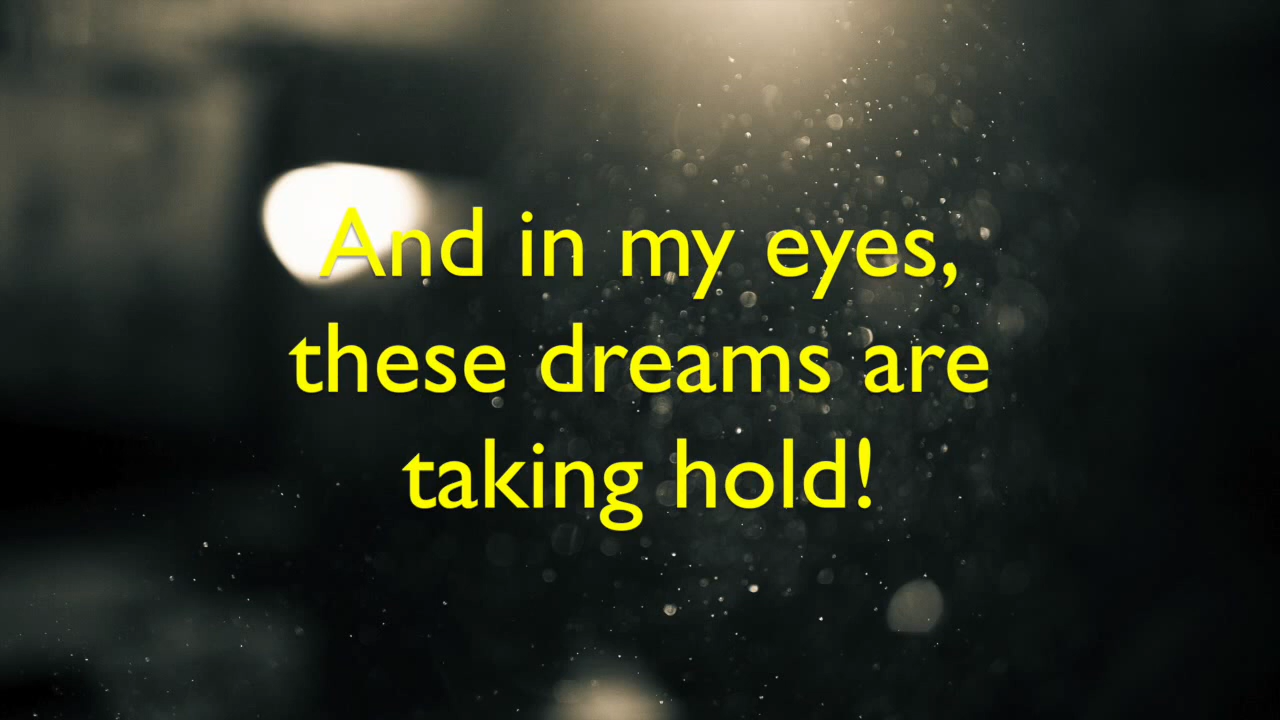 And in my eyes,
these dreams are
taking hold!